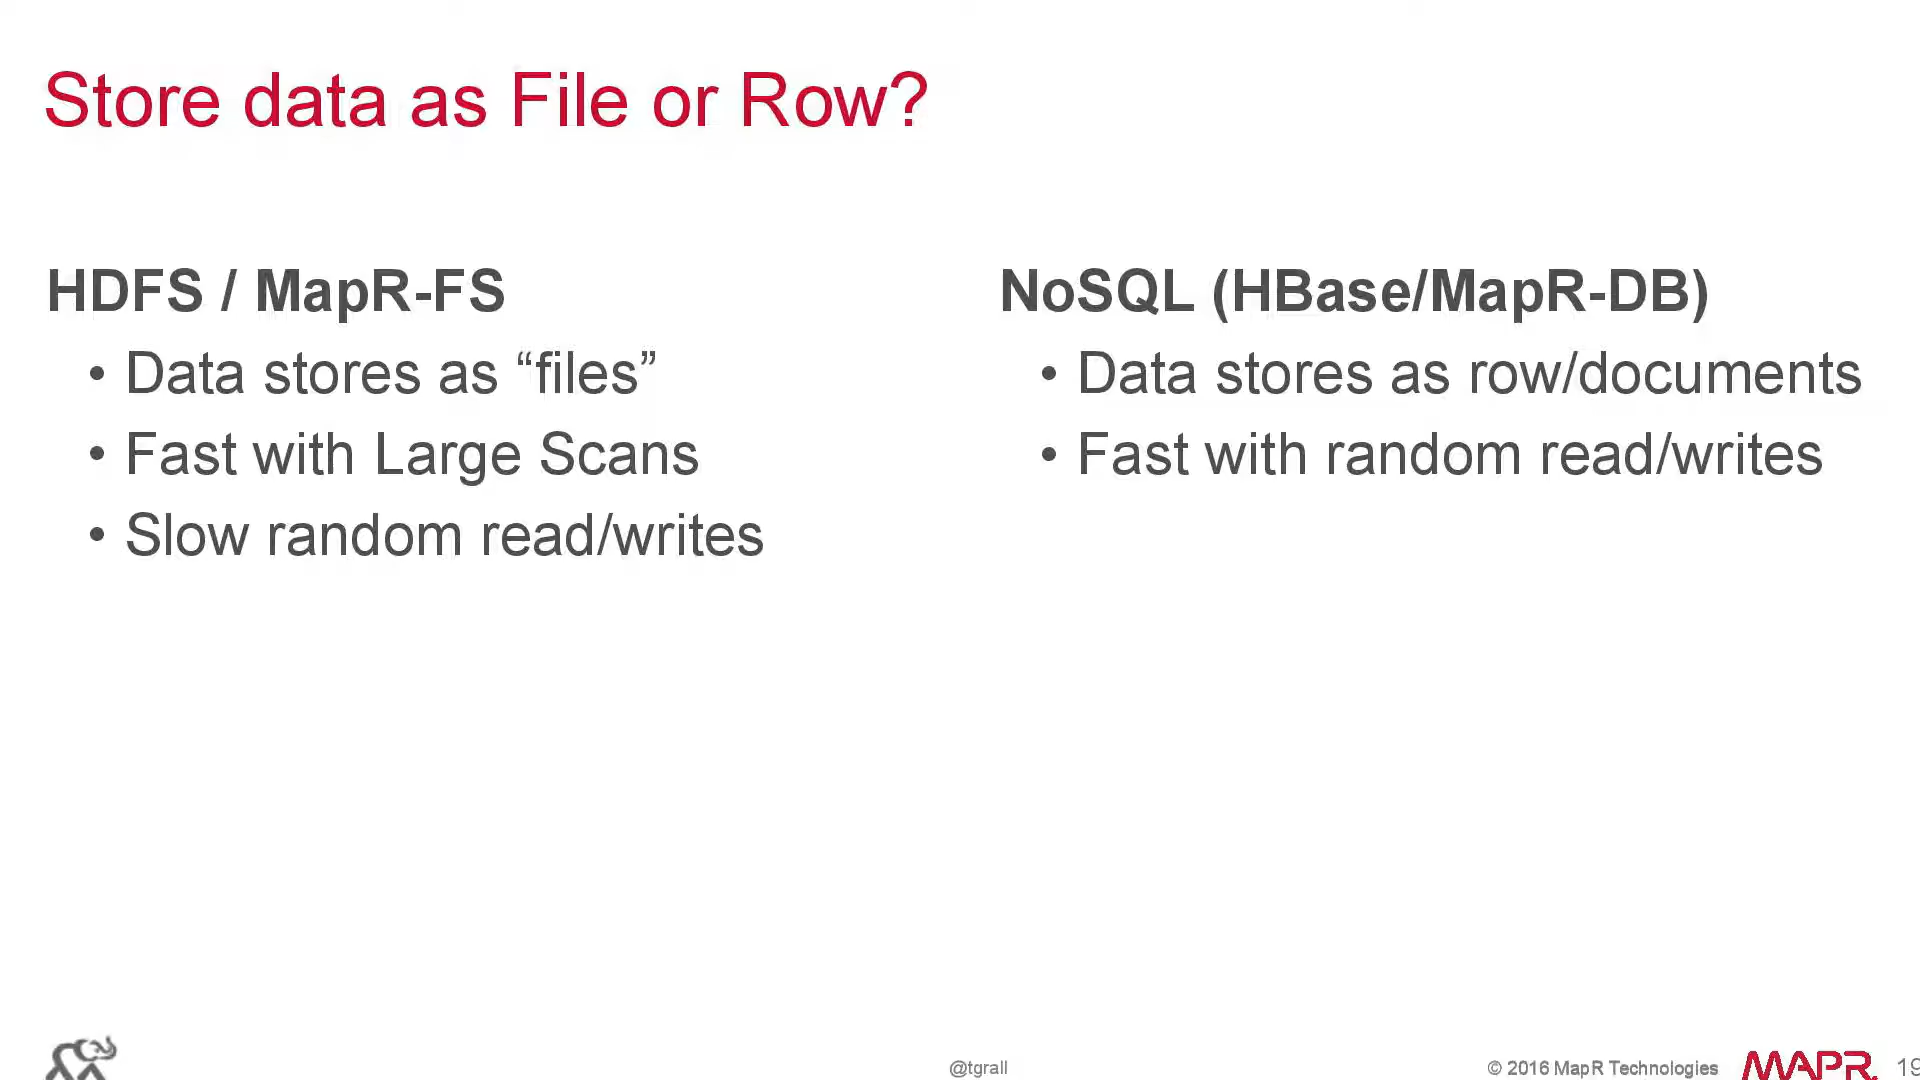 Store data as File or Row?
HDFS / MapR-FS
• Data stores as “files”
• Fast with Large Scans
• Slow random read/writes
NoSQL (HBase/MapR-DB)
• Data stores as row/documents
• Fast with random read/writes
@tgrall
© 2016 MapR Technologies
MAPR.
19